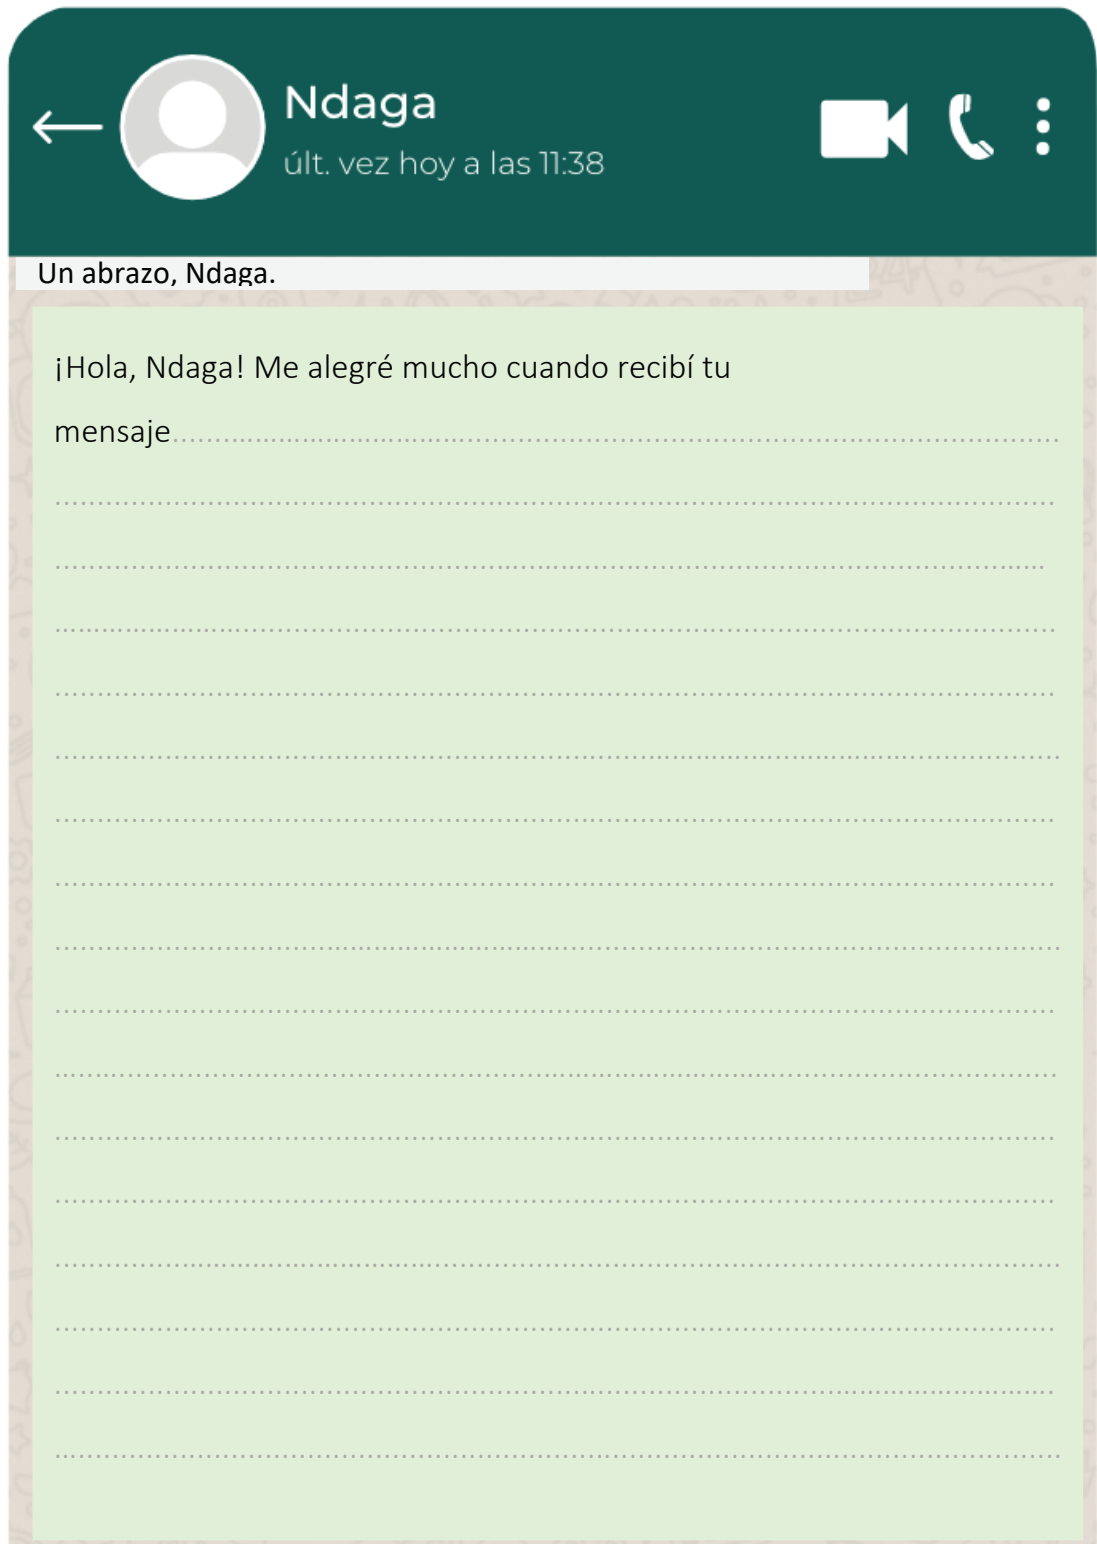 Ndaga
últ. vez hoy a las 11:38
Un abrazo, Ndaga.
¡Hola, Ndaga! Me alegré mucho cuando recibí tu
mensaje